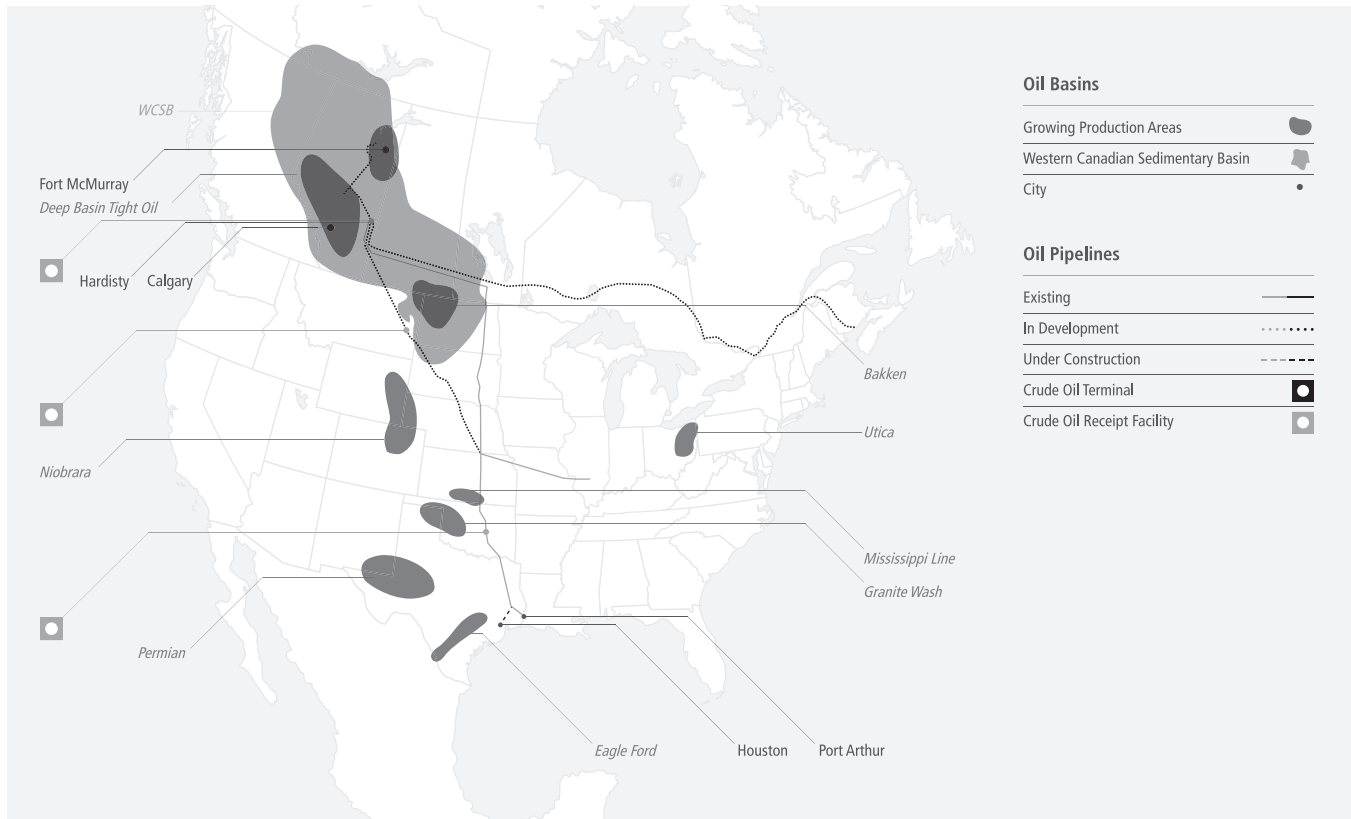 WCSB
Fort McMurray
Deep Basin Tight Oil
Hardisty
Calgary
Niobrara
Permian
Eagle Ford
Houston
Port Arthur
Bakken
Utica
Mississippi Line
Granite Wash
Oil Basins
Growing Production Areas
Western Canadian Sedimentary Basin
City
Oil Pipelines
Existing
In Development
Under Construction
Crude Oil Terminal
Crude Oil Receipt Facility